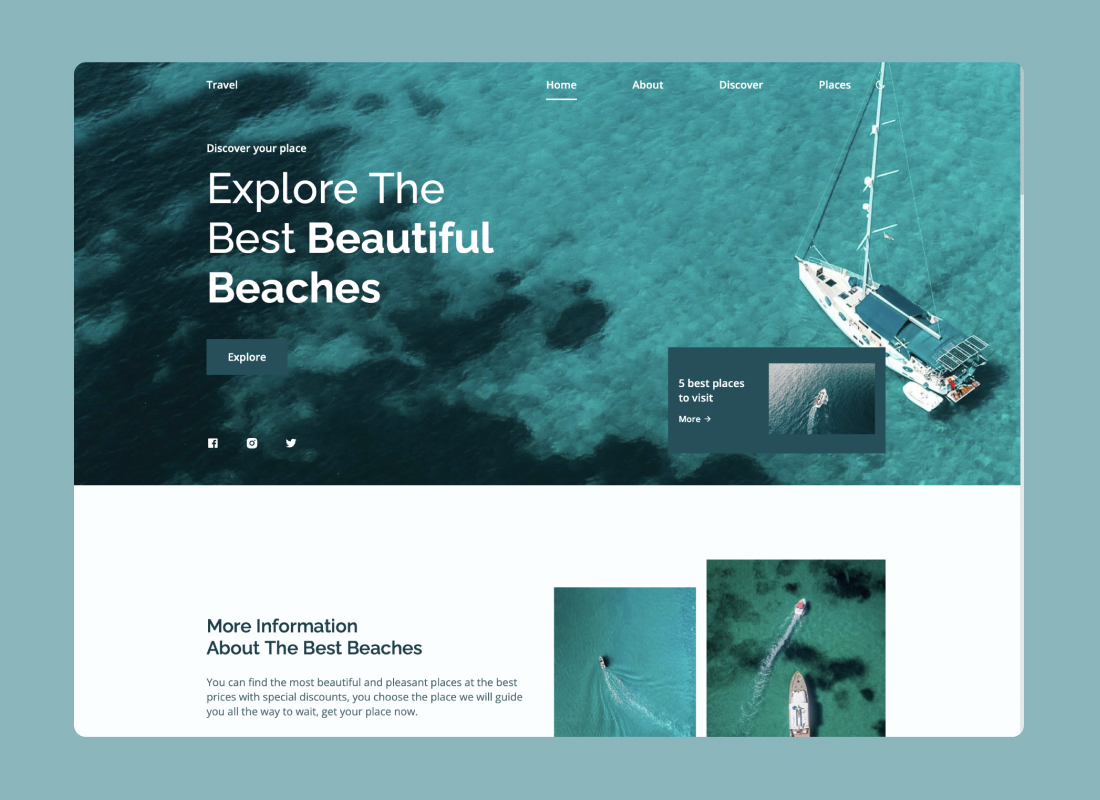 Travel
Home
About
Discover
Places
Discover your place
Explore The
Best Beautiful
Beaches
Explore
5 best places
to visit
More →
More Information
About The Best Beaches
You can find the most beautiful and pleasant places at the best
prices with special discounts, you choose the place we will guide
you all the way to wait, get your place now.